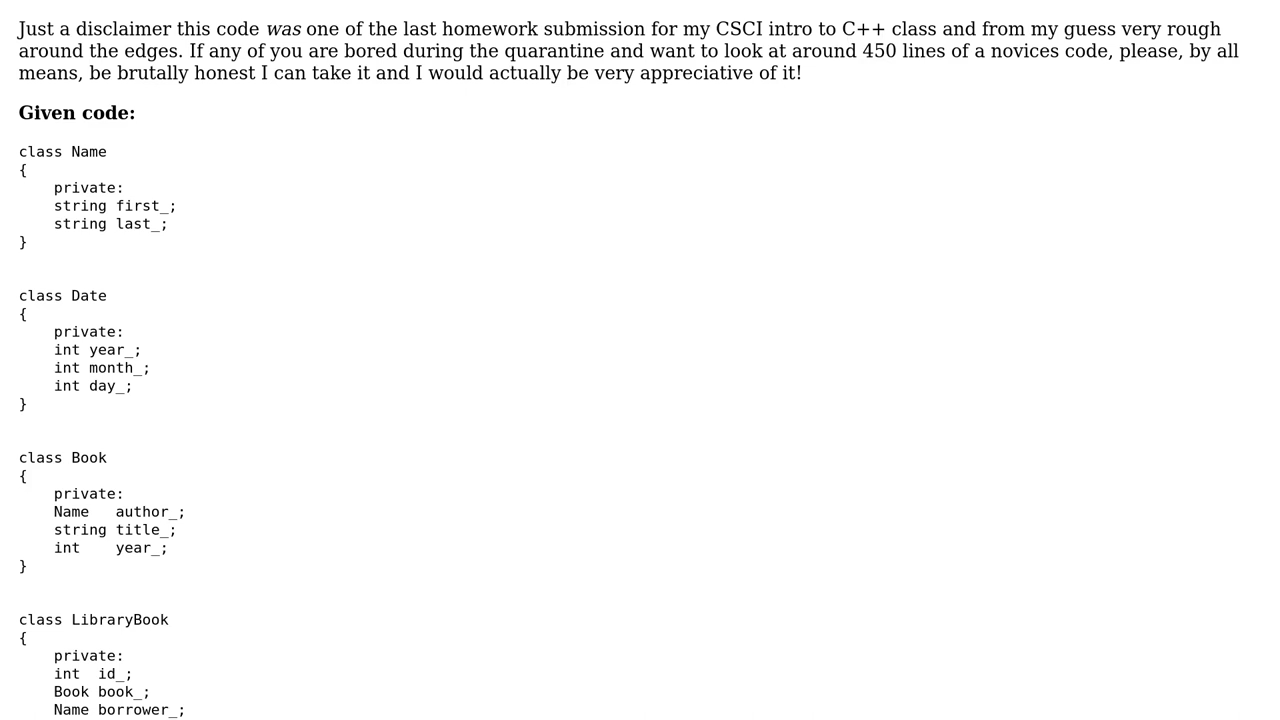 Just a disclaimer this code was one of the last homework submission for my CSCI intro to C++ class and from my guess very rough
around the edges. If any of you are bored during the quarantine and want to look at around 450 lines of a novices code, please, by all
means, be brutally honest I can take it and I would actually be very appreciative of it!
Given code:
class Name
{
    private:
    string first_;
    string last_;
}
class Date
{
    private:
    int year_;
    int month_;
    int day_;
}
class Book
{
    private:
    Name   author_;
    string title_;
    int    year_;
}
class LibraryBook
{
    private:
    int  id_;
    Book book_;
    Name borrower_;